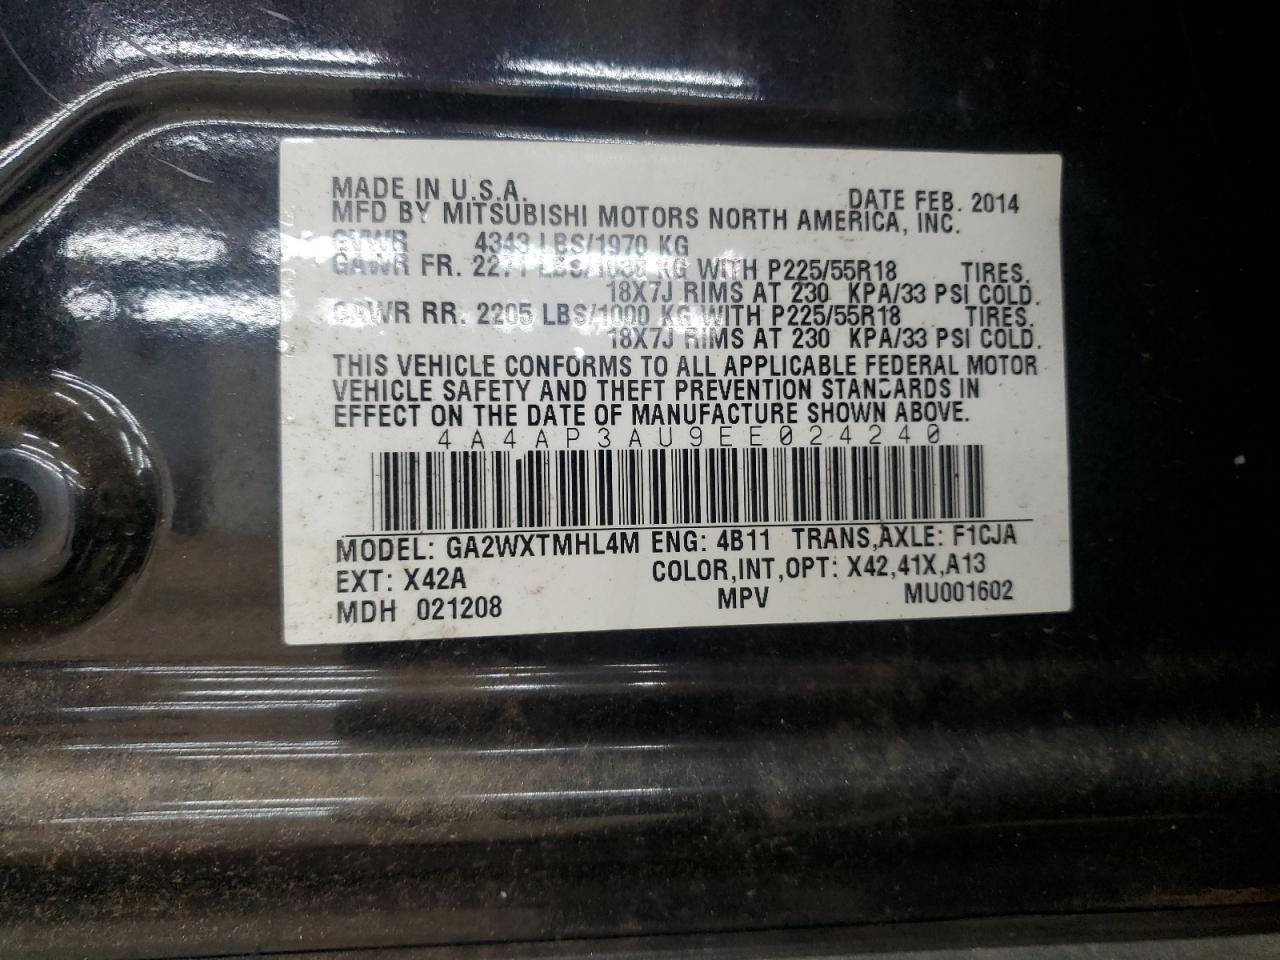 MADE IN U.S.A. DATE FEB. 2014
MFD BY MITSUBISHI MOTORS NORTH AMERICA, INC.
GVWR 4343 LBS/1970 KG
GAWR FR. 2271 LBS/1030 KG WITH P225/55R18 TIRES.
18X7J RIMS AT 230 KPA/33 PSI COLD.
GAWR RR. 2205 LBS/1000 KG WITH P225/55R18 TIRES.
18X7J RIMS AT 230 KPA/33 PSI COLD.
THIS VEHICLE CONFORMS TO ALL APPLICABLE FEDERAL MOTOR
VEHICLE SAFETY AND THEFT PREVENTION STANDARDS IN
EFFECT ON THE DATE OF MANUFACTURE SHOWN ABOVE.
4A4AP3AU9EE024240
MODEL: GA2WXTMHL4M ENG: 4B11 TRANS,AXLE: F1CJA
EXT: X42A COLOR,INT,OPT: X42,41X,A13
MDH 021208 MPV MU001602